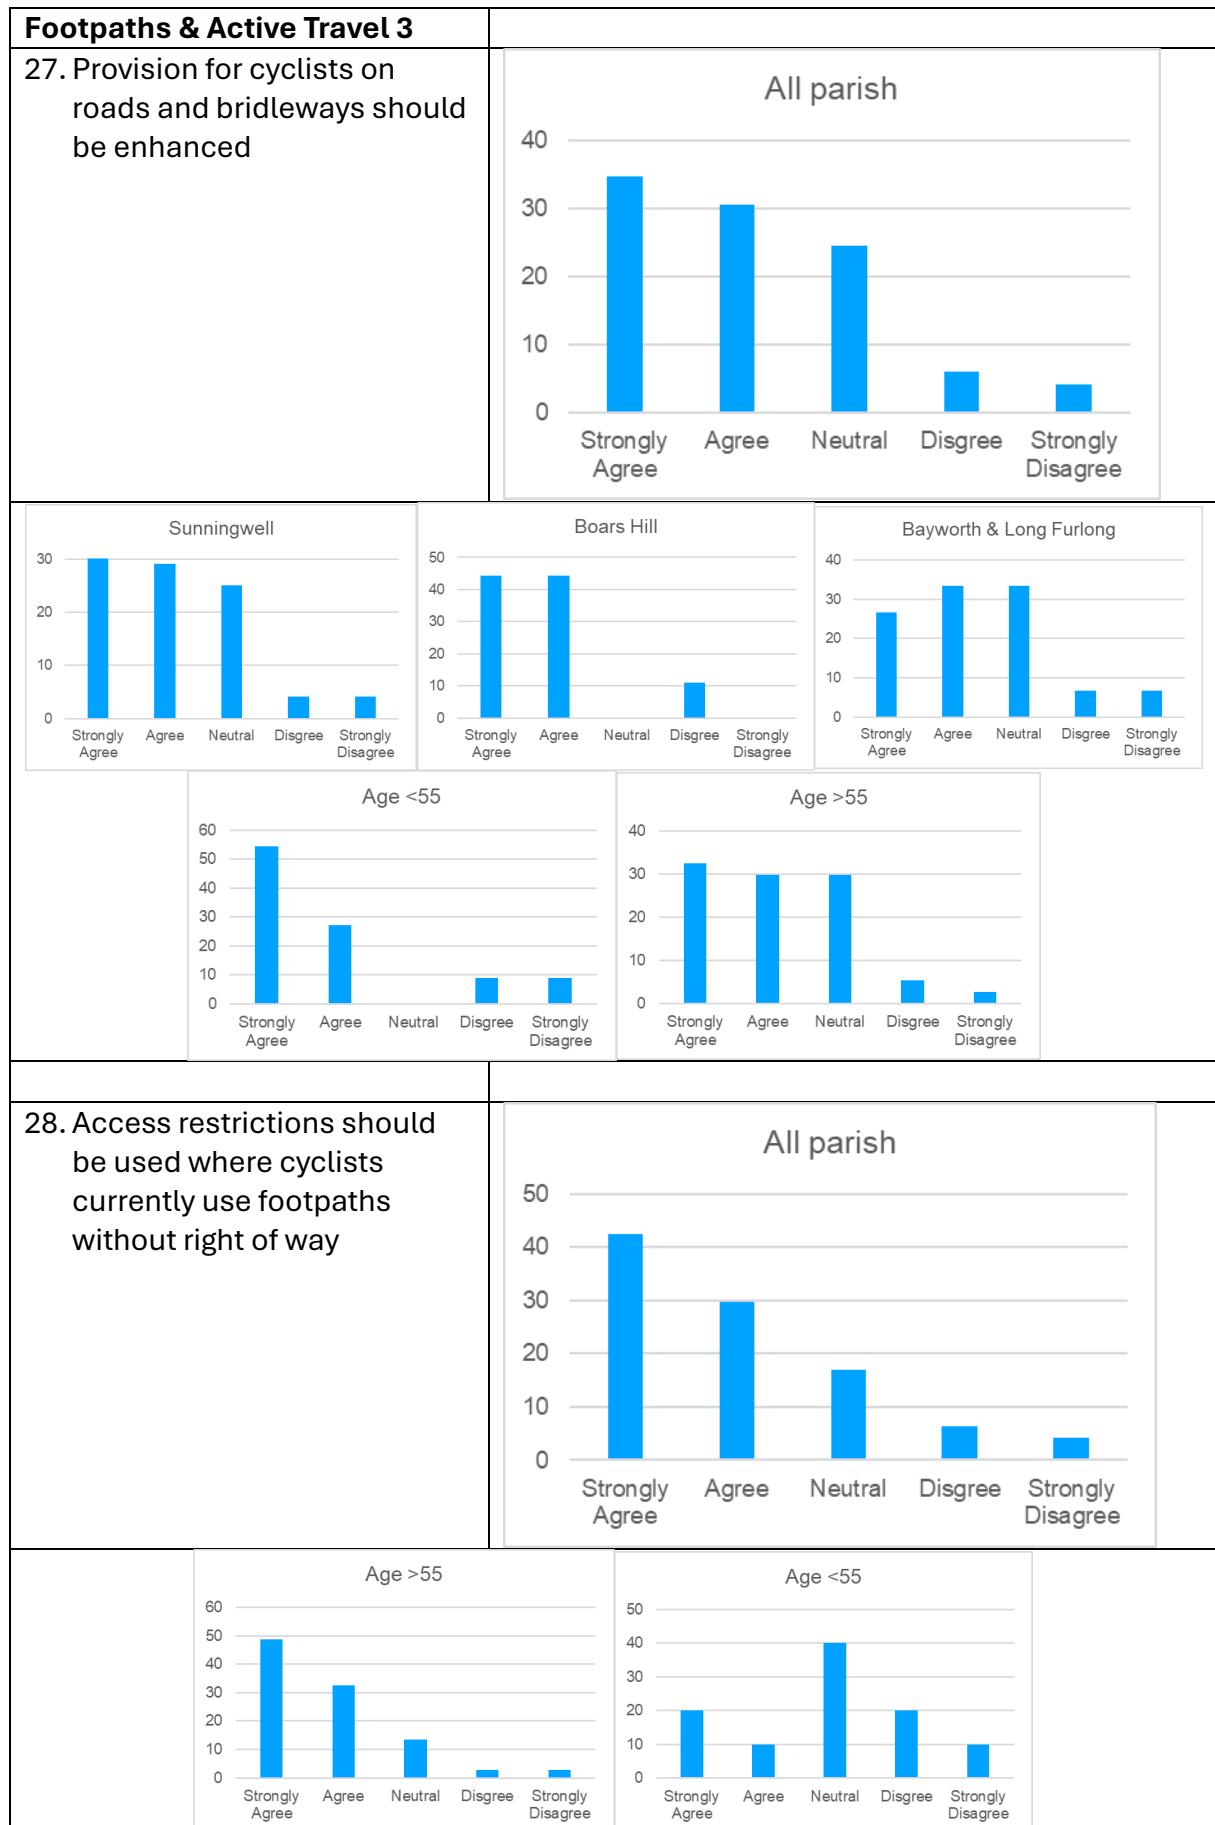 Footpaths & Active Travel 3
27. Provision for cyclists on
roads and bridleways should
be enhanced
All parish
40
30
20
10
0
Strongly Agree Agree Neutral Disgree Strongly Disagree
Sunningwell
30
20
10
0
Strongly Agree Agree Neutral Disgree Strongly Disagree
Boars Hill
50
40
30
20
10
0
Strongly Agree Agree Neutral Disgree Strongly Disagree
Bayworth & Long Furlong
40
30
20
10
0
Strongly Agree Agree Neutral Disgree Strongly Disagree
Age <55
60
50
40
30
20
10
0
Strongly Agree Agree Neutral Disgree Strongly Disagree
Age >55
40
30
20
10
0
Strongly Agree Agree Neutral Disgree Strongly Disagree
28. Access restrictions should
be used where cyclists
currently use footpaths
without right of way
All parish
50
40
30
20
10
0
Strongly Agree Agree Neutral Disgree Strongly Disagree
Age >55
60
50
40
30
20
10
0
Strongly Agree Agree Neutral Disgree Strongly Disagree
Age <55
50
40
30
20
10
0
Strongly Agree Agree Neutral Disgree Strongly Disagree